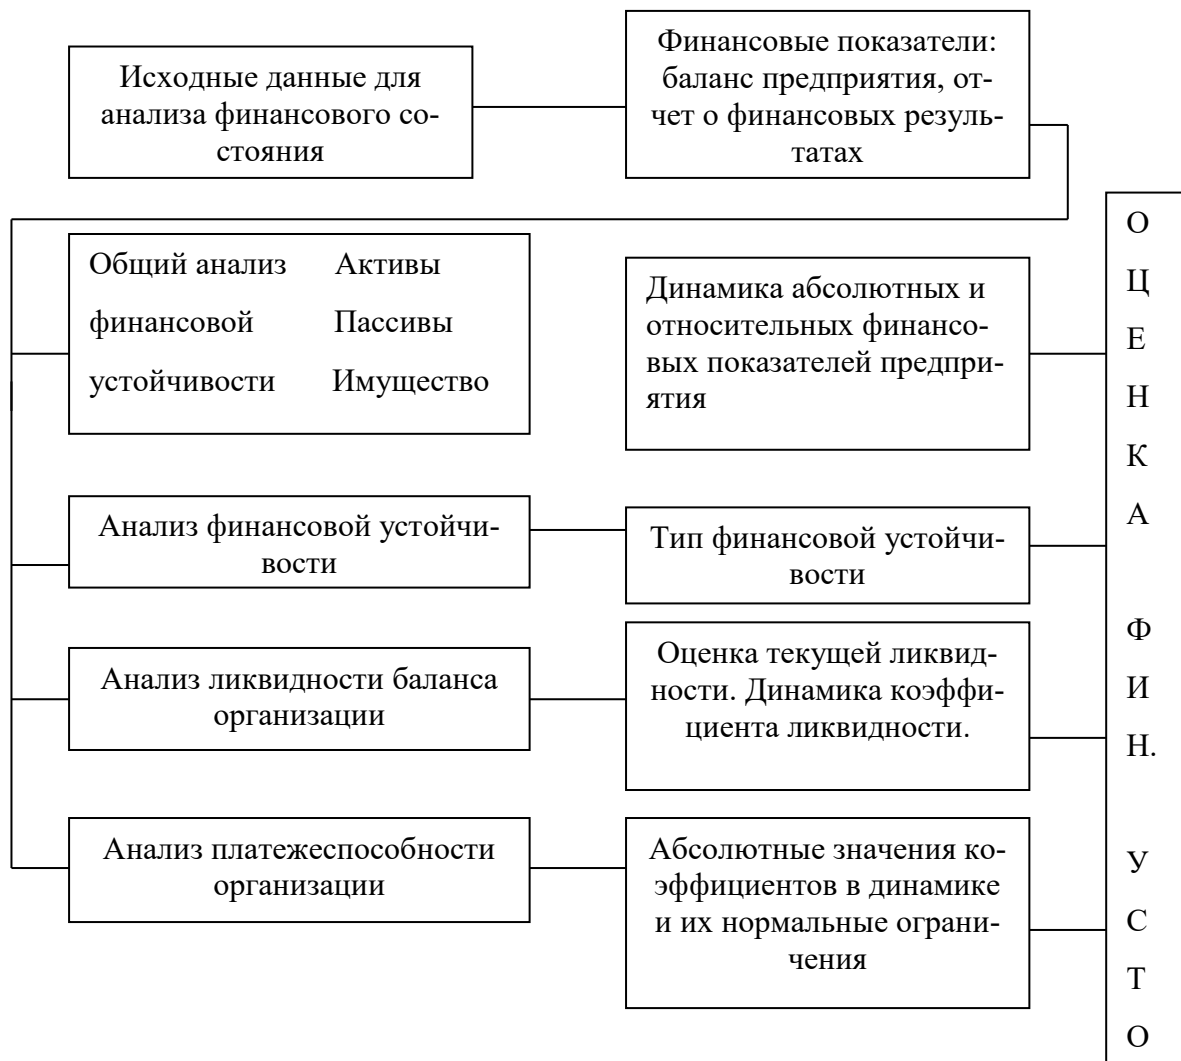 Исходные данные для
анализа финансового со-
стояния
Финансовые показатели:
баланс предприятия, от-
чет о финансовых резуль-
татах
Общий анализ Активы
финансовой Пассивы
устойчивости Имущество
Динамика абсолютных и
относительных финансо-
вых показателей предпри-
ятия
Анализ финансовой устойчи-
вости
Тип финансовой устойчи-
вости
Анализ ликвидности баланса
организации
Оценка текущей ликвид-
ности. Динамика коэффи-
циента ликвидности.
Анализ платежеспособности
организации
Абсолютные значения ко-
эффициентов в динамике
и их нормальные ограни-
чения
О
Ц
Е
Н
К
А
Ф
И
Н.
У
С
Т
О